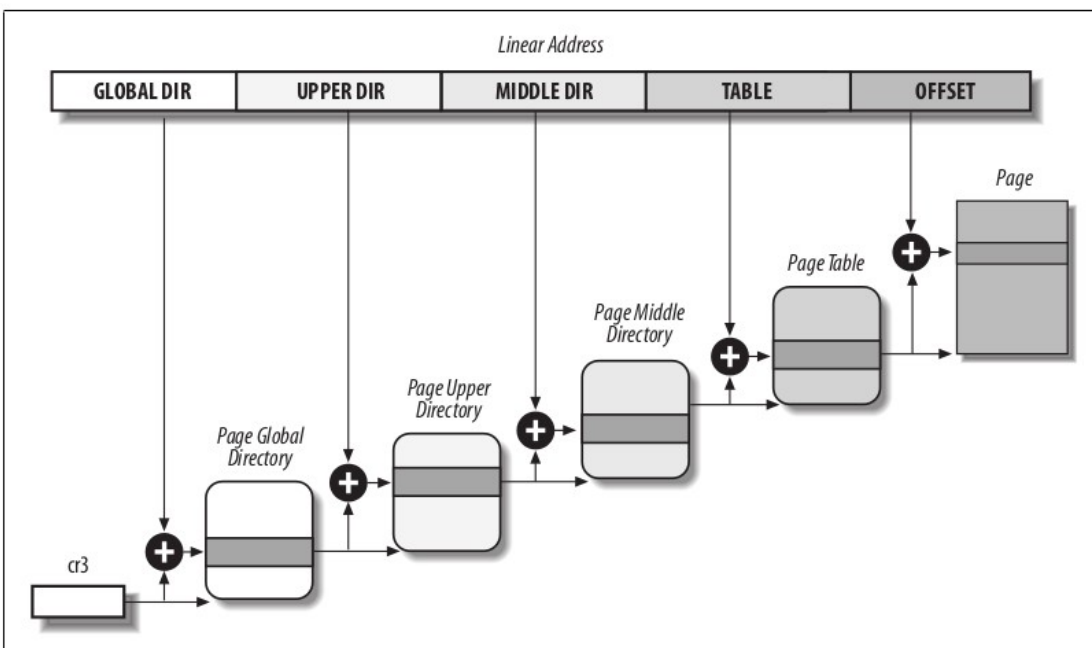 Linear Address
GLOBAL DIR
UPPER DIR
MIDDLE DIR
TABLE
OFFSET
Page
Page Table
Page Middle
Directory
Page Upper
Directory
Page Global
Directory
cr3